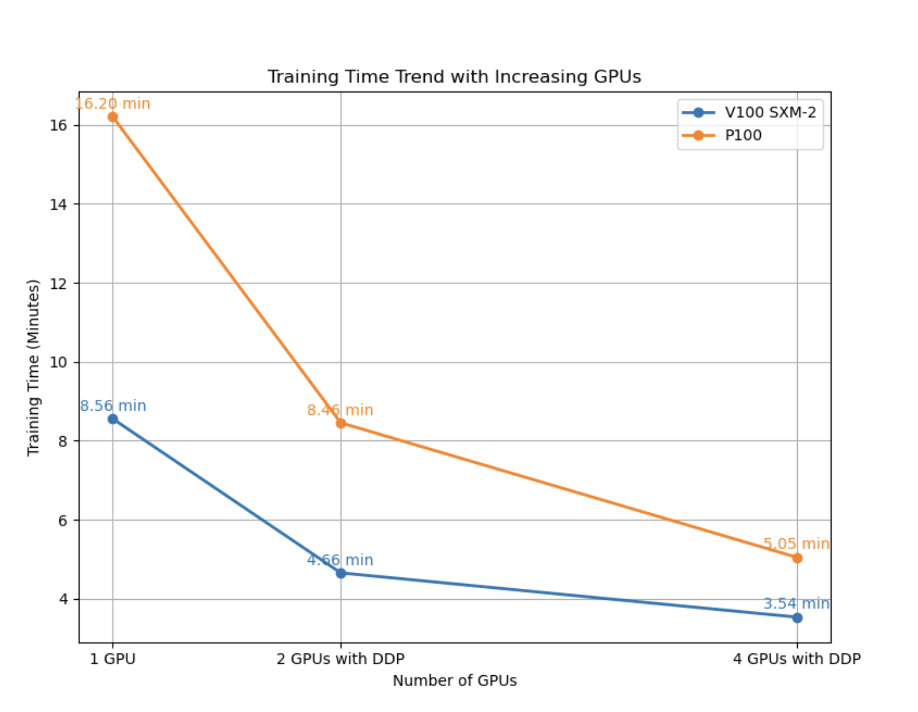 Training Time Trend with Increasing GPUs
16.20 min
V100 SXM-2
P100
16
14
12
10
8
6
4
8.56 min
8.46 min
4.66 min
5.05 min
3.54 min
Training Time (Minutes)
1 GPU
2 GPUs with DDP
4 GPUs with DDP
Number of GPUs